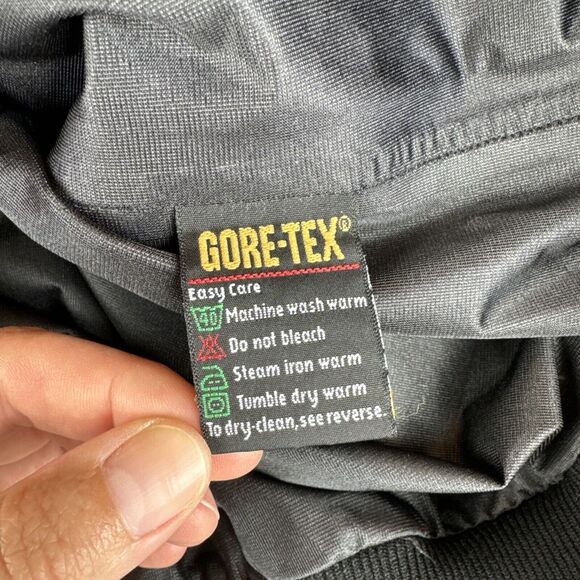 GORE-TEX®
Easy Care
40 Machine wash warm
Do not bleach
Steam iron warm
Tumble dry warm
To dry-clean, see reverse.